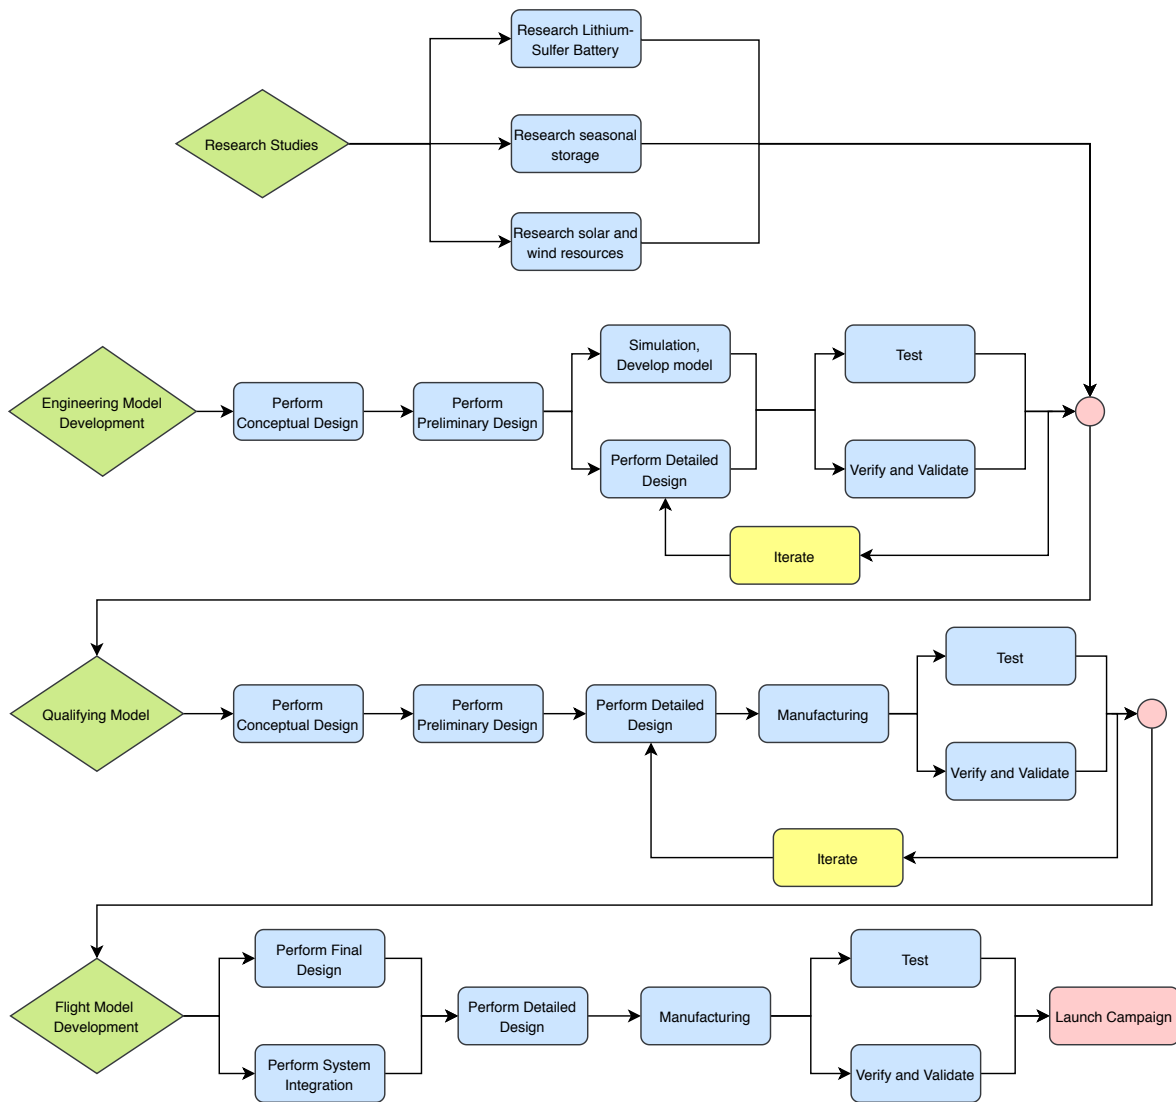 Research Lithium-
Sulfer Battery
Research Studies
Research seasonal
storage
Research solar and
wind resources
Simulation,
Develop model
Test
Engineering Model
Development
Perform
Conceptual Design
Perform
Preliminary Design
Perform Detailed
Design
Verify and Validate
Iterate
Test
Qualifying Model
Perform
Conceptual Design
Perform
Preliminary Design
Perform Detailed
Design
Manufacturing
Verify and Validate
Iterate
Perform Final
Design
Test
Flight Model
Development
Perform Detailed
Design
Manufacturing
Launch Campaign
Perform System
Integration
Verify and Validate